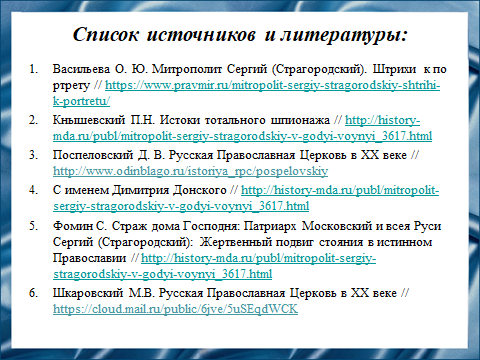 Список источников и литературы:
1. Васильева О. Ю. Митрополит Сергий (Страгородский). Штрихи к по
ртрету // https://www.pravmir.ru/mitropolit-sergiy-stragorodskiy-shtrihi-
k-portretu/
2. Кнышевский П.Н. Истоки тотального шпионажа // http://history-
mda.ru/publ/mitropolit-sergiy-stragorodskiy-v-godyi-voynyi_3617.html
3. Поспеловский Д. В. Русская Православная Церковь в XX веке //
http://www.odinblago.ru/istoriya_rpc/pospelovskiy
4. С именем Димитрия Донского // http://history-mda.ru/publ/mitropolit-
sergiy-stragorodskiy-v-godyi-voynyi_3617.html
5. Фомин С. Страж дома Господня: Патриарх Московский и всея Руси
Сергий (Страгородский): Жертвенный подвиг стояния в истинном
Православии // http://history-mda.ru/publ/mitropolit-sergiy-
stragorodskiy-v-godyi-voynyi_3617.html
6. Шкаровский М.В. Русская Православная Церковь в XX веке //
https://cloud.mail.ru/public/6jve/5uSEqdWCK